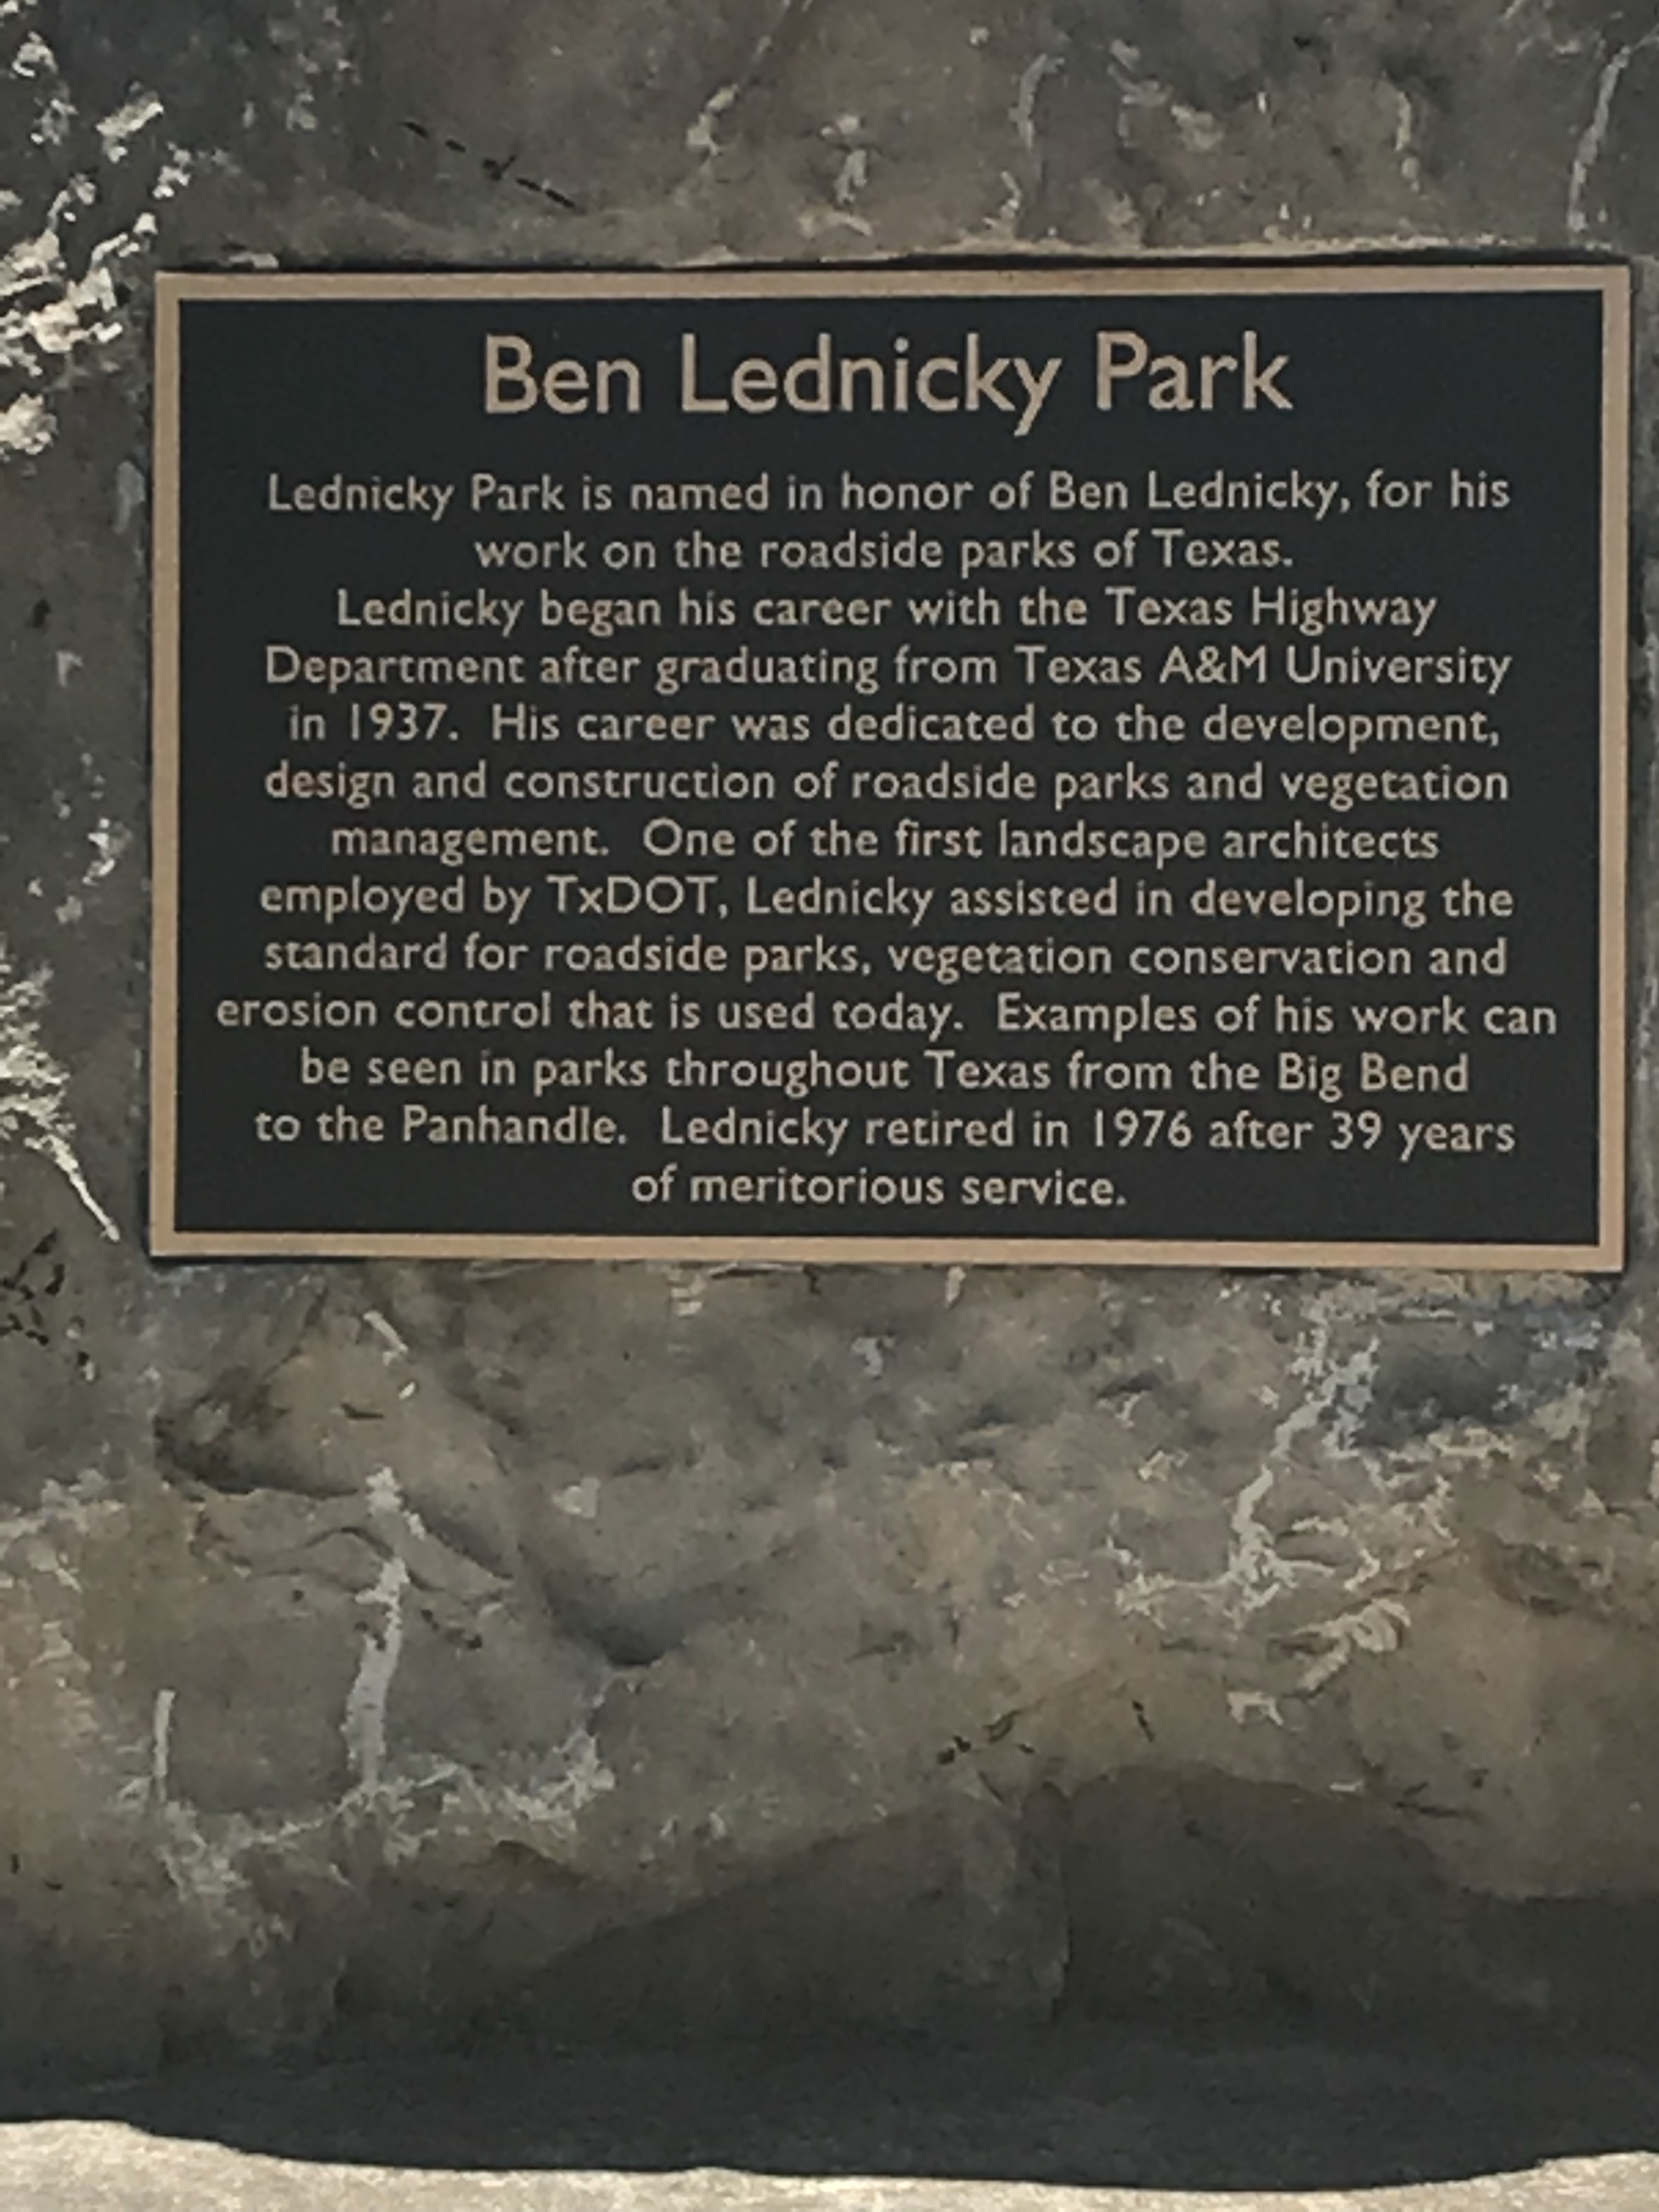 Ben Lednicky Park
Lednicky Park is named in honor of Ben Lednicky, for his
work on the roadside parks of Texas.
Lednicky began his career with the Texas Highway
Department after graduating from Texas A&M University
in 1937. His career was dedicated to the development,
design and construction of roadside parks and vegetation
management. One of the first landscape architects
employed by TxDOT, Lednicky assisted in developing the
standard for roadside parks, vegetation conservation and
erosion control that is used today. Examples of his work can
be seen in parks throughout Texas from the Big Bend
to the Panhandle. Lednicky retired in 1976 after 39 years
of meritorious service.